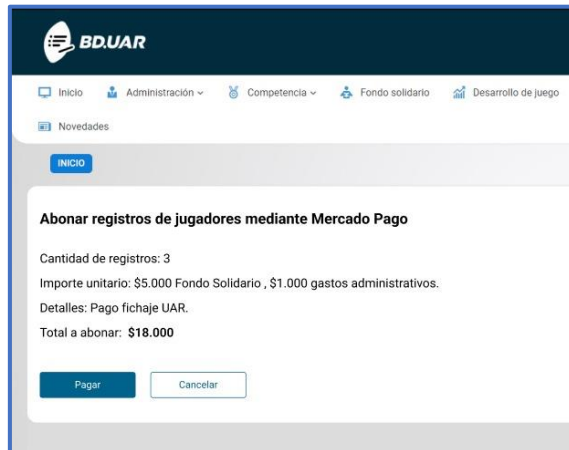 BD.UAR
Inicio Administración Competencia Fondo solidario Desarrollo de juego
Novedades
INICIO
Abonar registros de jugadores mediante Mercado Pago
Cantidad de registros: 3
Importe unitario: $5.000 Fondo Solidario , $1.000 gastos administrativos.
Detalles: Pago fichaje UAR.
Total a abonar: $18.000
Pagar Cancelar